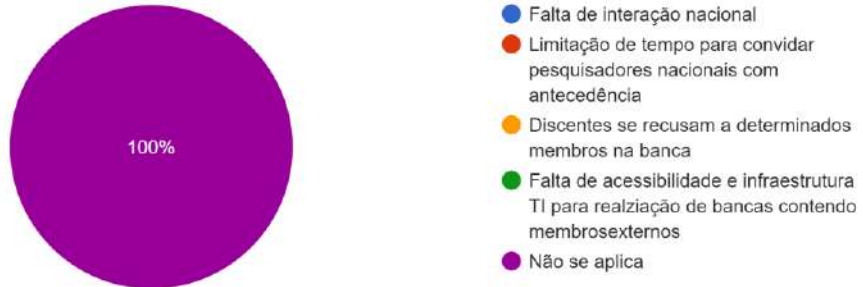 100%
Falta de interação nacional
Limitação de tempo para convidar
pesquisadores nacionais com
antecedência
Discentes se recusam a determinados
membros na banca
Falta de acessibilidade e infraestrutura
TI para realziação de bancas contendo
membrosexternos
Não se aplica